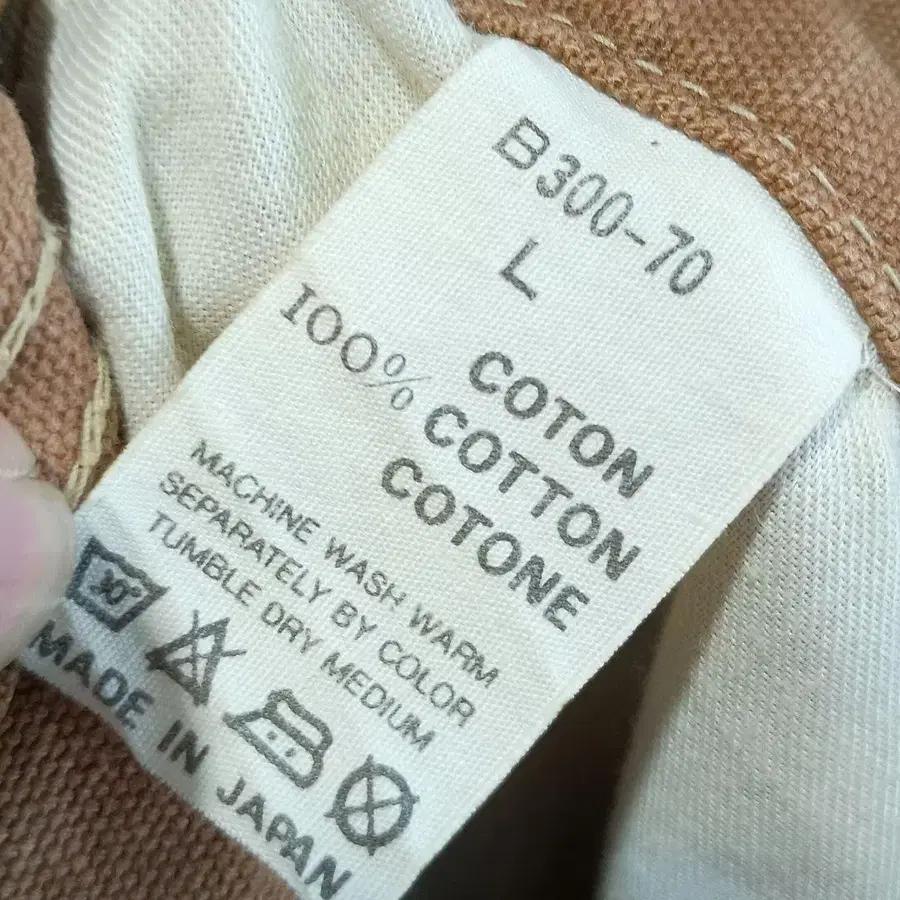 B300-70
L
COTON
100% COTTON
COTONE
MACHINE WASH WARM
SEPARATELY BY COLOR
TUMBLE DRY MEDIUM
30°
MADE IN JAPAN